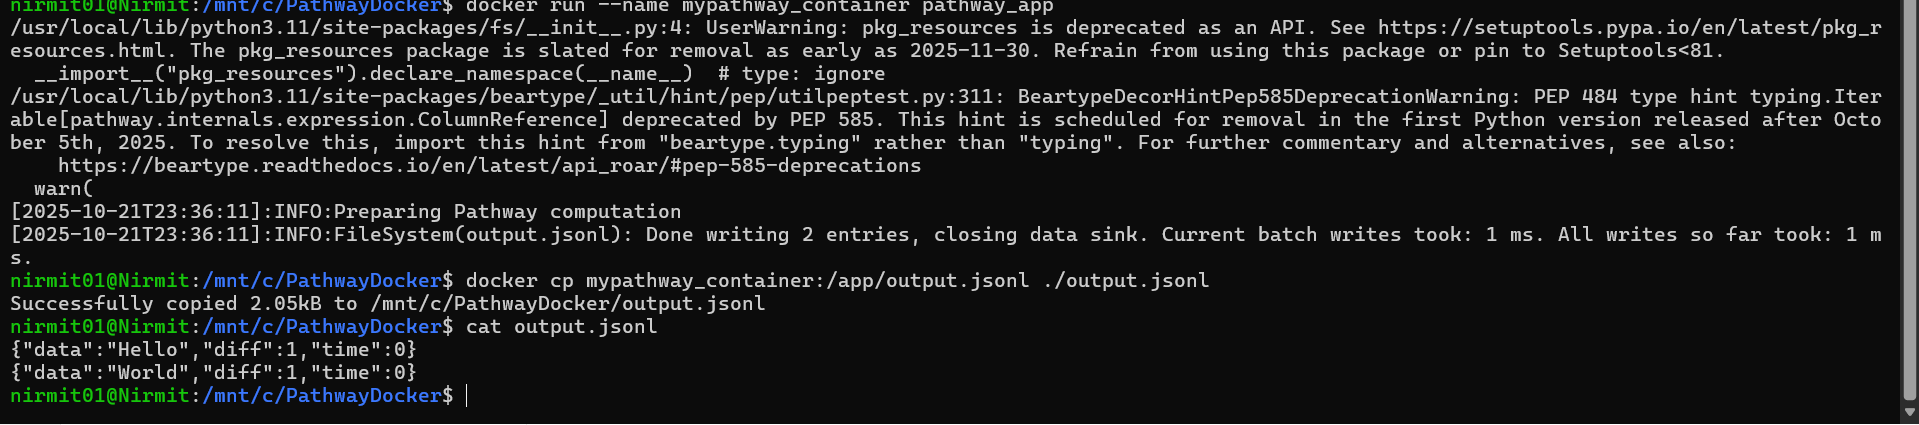 nirmit01@Nirmit:/mnt/c/PathwayDocker$ docker run --name mypathway_container pathway_app
/usr/local/lib/python3.11/site-packages/fs/__init__.py:4: UserWarning: pkg_resources is deprecated as an API. See https://setuptools.pypa.io/en/latest/pkg_r
esources.html. The pkg_resources package is slated for removal as early as 2025-11-30. Refrain from using this package or pin to Setuptools<81.
  __import__("pkg_resources").declare_namespace(__name__)  # type: ignore
/usr/local/lib/python3.11/site-packages/beartype/_util/hint/pep/utilpeptest.py:311: BeartypeDecorHintPep585DeprecationWarning: PEP 484 type hint typing.Iter
able[pathway.internals.expression.ColumnReference] deprecated by PEP 585. This hint is scheduled for removal in the first Python version released after Octo
ber 5th, 2025. To resolve this, import this hint from "beartype.typing" rather than "typing". For further commentary and alternatives, see also:
    https://beartype.readthedocs.io/en/latest/api_roar/#pep-585-deprecations
  warn(
[2025-10-21T23:36:11]:INFO:Preparing Pathway computation
[2025-10-21T23:36:11]:INFO:FileSystem(output.jsonl): Done writing 2 entries, closing data sink. Current batch writes took: 1 ms. All writes so far took: 1 m
s.
nirmit01@Nirmit:/mnt/c/PathwayDocker$ docker cp mypathway_container:/app/output.jsonl ./output.jsonl
Successfully copied 2.05kB to /mnt/c/PathwayDocker/output.jsonl
nirmit01@Nirmit:/mnt/c/PathwayDocker$ cat output.jsonl
{"data":"Hello","diff":1,"time":0}
{"data":"World","diff":1,"time":0}
nirmit01@Nirmit:/mnt/c/PathwayDocker$